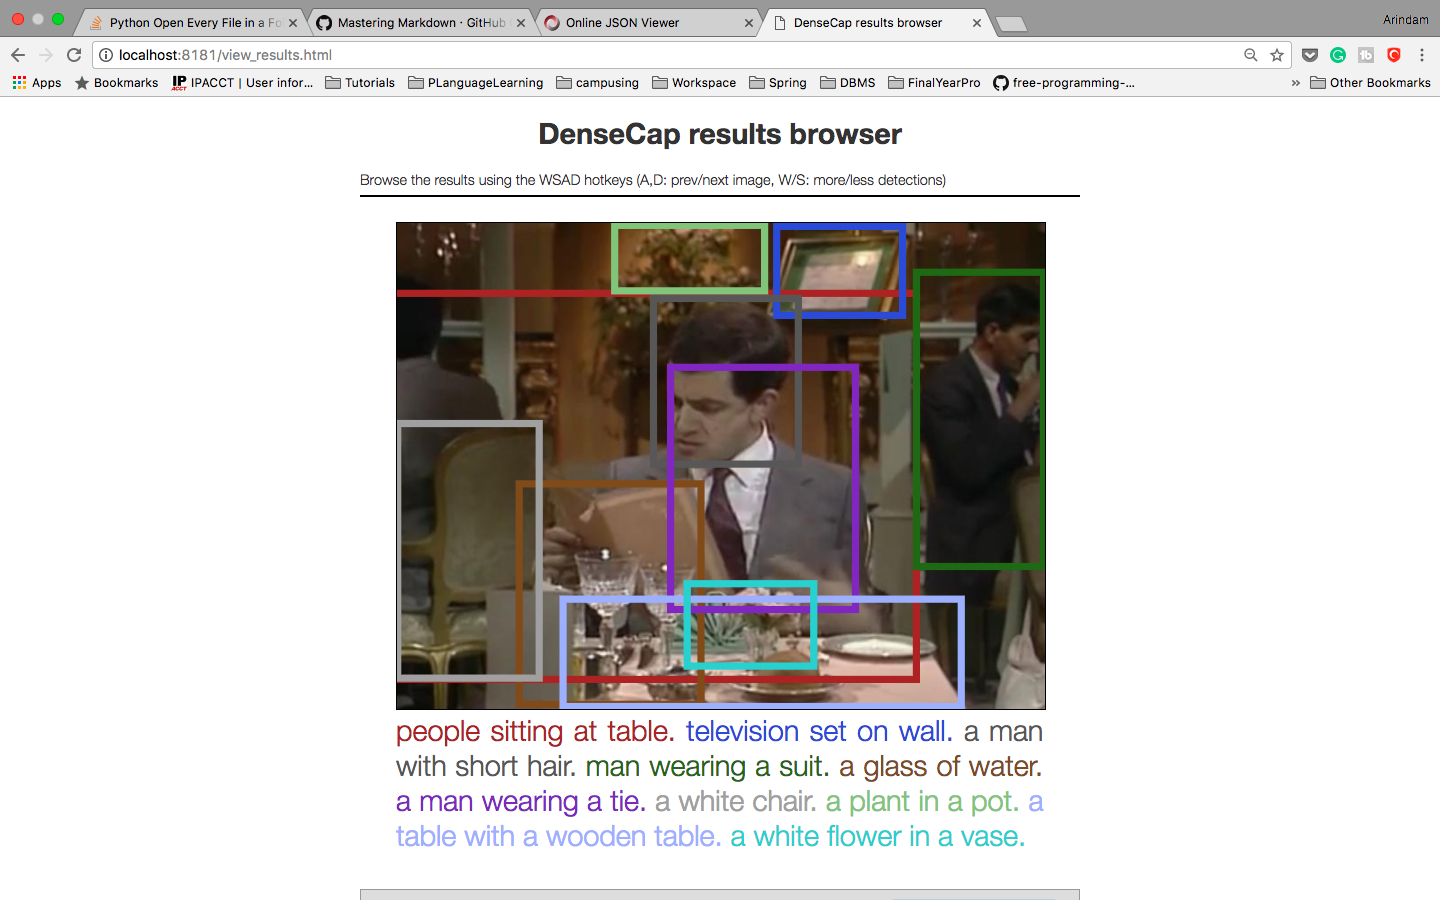 Python Open Every File in a Fo
Mastering Markdown · GitHub
Online JSON Viewer
DenseCap results browser
Arindam
localhost:8181/view_results.html
Apps
Bookmarks
IP ACCT
IPACCT | User infor...
Tutorials
PLanguageLearning
campusing
Workspace
Spring
DBMS
FinalYearPro
free-programming-...
»
Other Bookmarks
DenseCap results browser
Browse the results using the WSAD hotkeys (A,D: prev/next image, W/S: more/less detections)
people sitting at table. television set on wall. a man
with short hair. man wearing a suit. a glass of water.
a man wearing a tie. a white chair. a plant in a pot. a
table with a wooden table. a white flower in a vase.